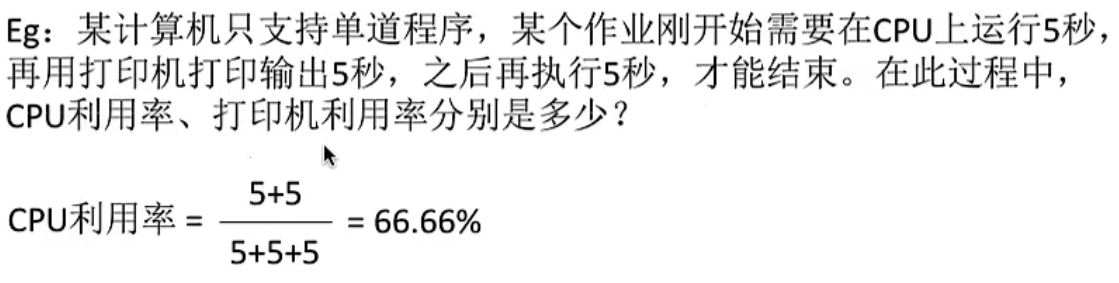 Eg：某计算机只支持单道程序，某个作业刚开始需要在CPU上运行5秒，
再用打印机打印输出5秒，之后再执行5秒，才能结束。在此过程中，
CPU利用率、打印机利用率分别是多少？
5+5
CPU利用率 = = 66.66%
5+5+5